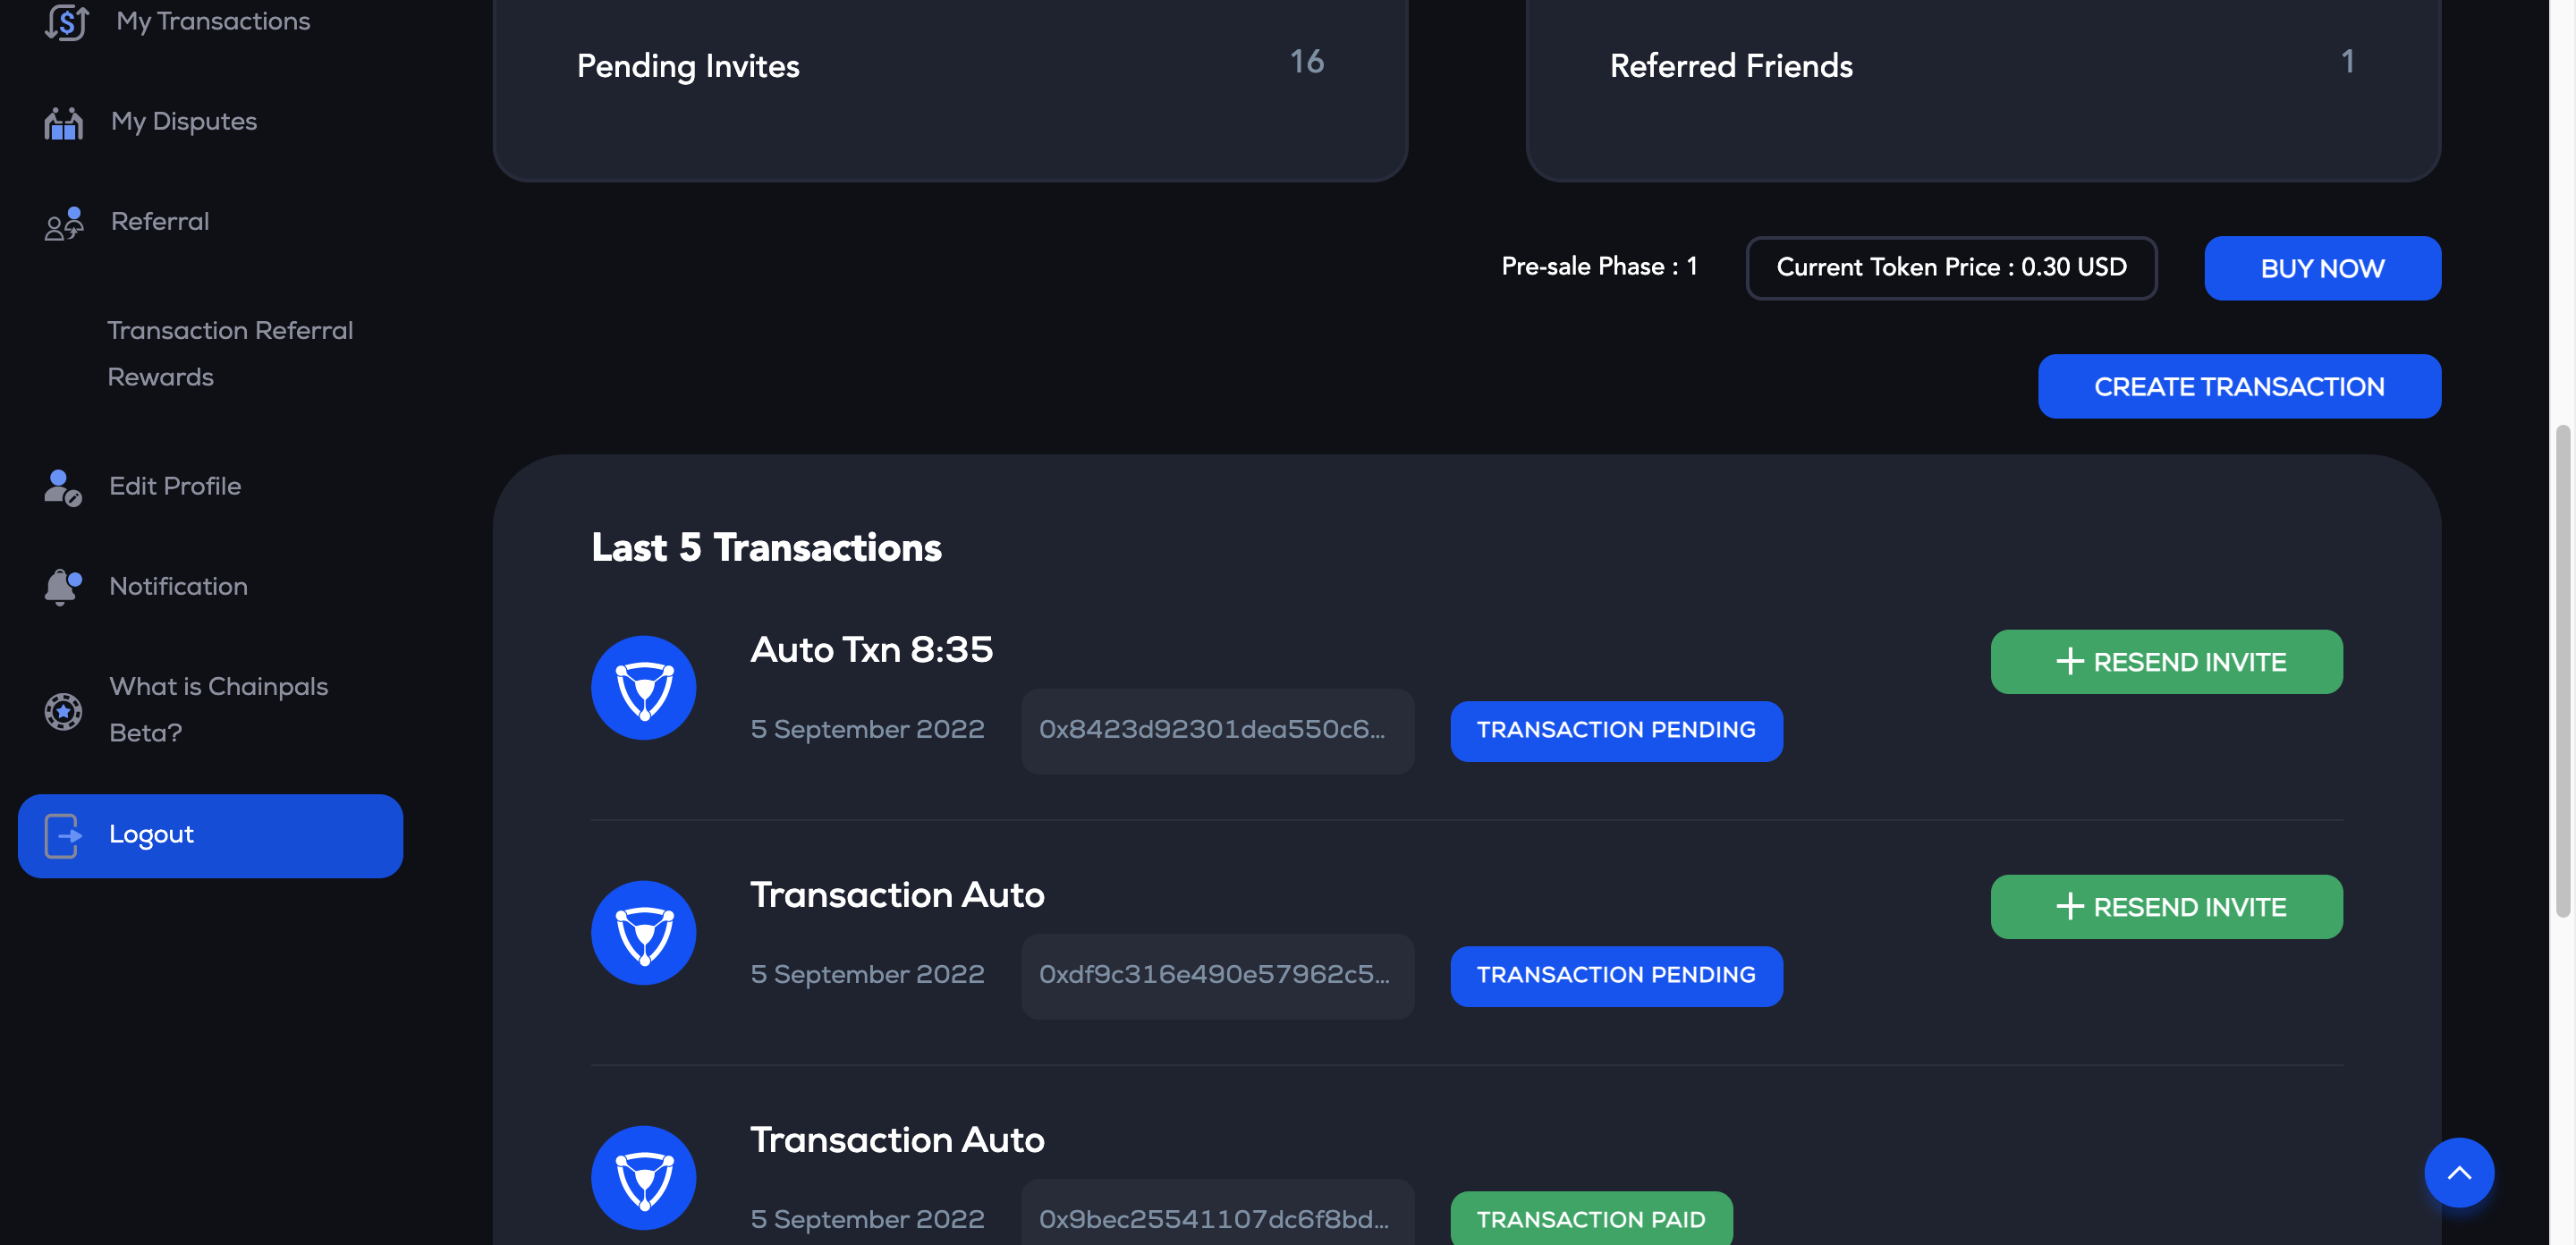 My Transactions
My Disputes
Referral
Transaction Referral
Rewards
Edit Profile
Notification
What is Chainpals
Beta?
Logout
Pending Invites 16
Referred Friends 1
Pre-sale Phase : 1
Current Token Price : 0.30 USD
BUY NOW
CREATE TRANSACTION
Last 5 Transactions
Auto Txn 8:35
RESEND INVITE
5 September 2022 0x8423d92301dea550c6... TRANSACTION PENDING
Transaction Auto
RESEND INVITE
5 September 2022 0xdf9c316e490e57962c5... TRANSACTION PENDING
Transaction Auto
5 September 2022 0x9bec25541107dc6f8bd... TRANSACTION PAID